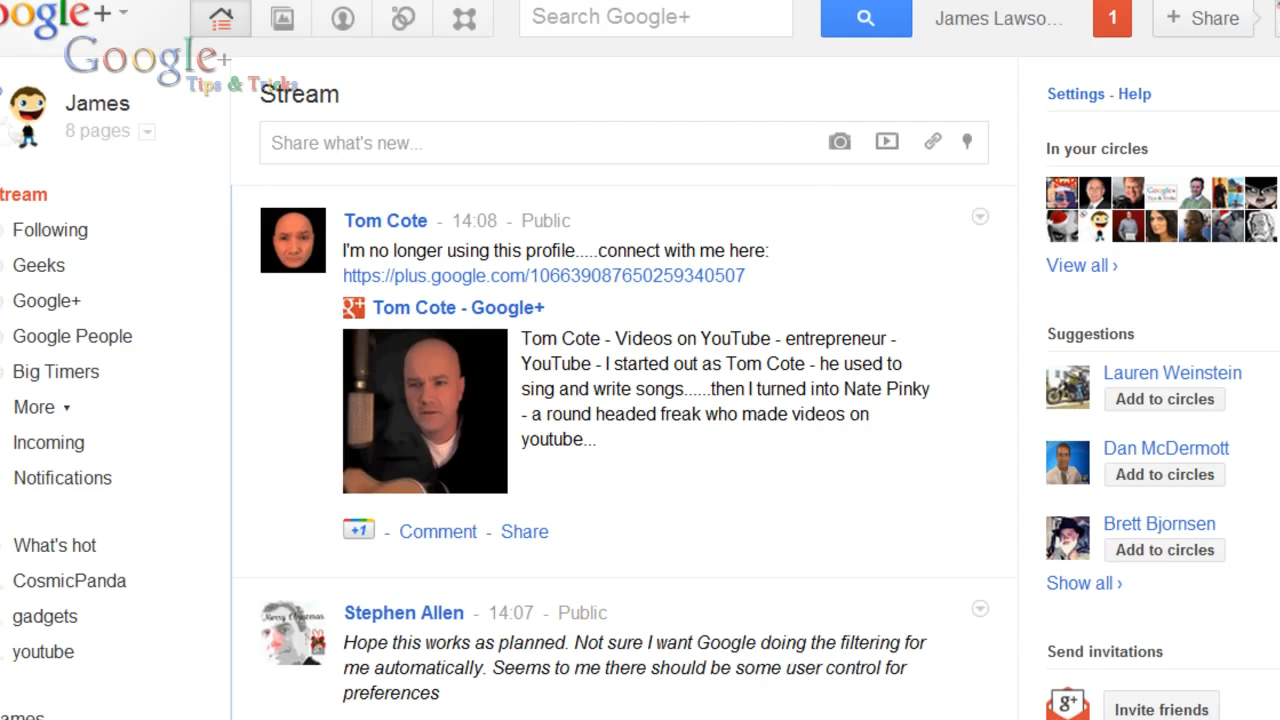 oogle+
Search Google+
James Lawso...
1
+ Share
Google+
Tips & Tricks
James
8 pages
Stream
Share what's new...
Settings - Help
In your circles
View all ›
tream
Following
Geeks
Google+
Google People
Big Timers
More
Incoming
Notifications
What's hot
CosmicPanda
gadgets
youtube
Tom Cote - 14:08 - Public
I'm no longer using this profile.....connect with me here:
https://plus.google.com/106639087650259340507
Tom Cote - Google+
Tom Cote - Videos on YouTube - entrepreneur -
YouTube - I started out as Tom Cote - he used to
sing and write songs......then I turned into Nate Pinky
- a round headed freak who made videos on
youtube...
+1 - Comment - Share
Stephen Allen - 14:07 - Public
Merry Christmas
Hope this works as planned. Not sure I want Google doing the filtering for
me automatically. Seems to me there should be some user control for
preferences
Suggestions
Lauren Weinstein
Add to circles
Dan McDermott
Add to circles
Brett Bjornsen
Add to circles
Show all ›
Send invitations
g+
Invite friends